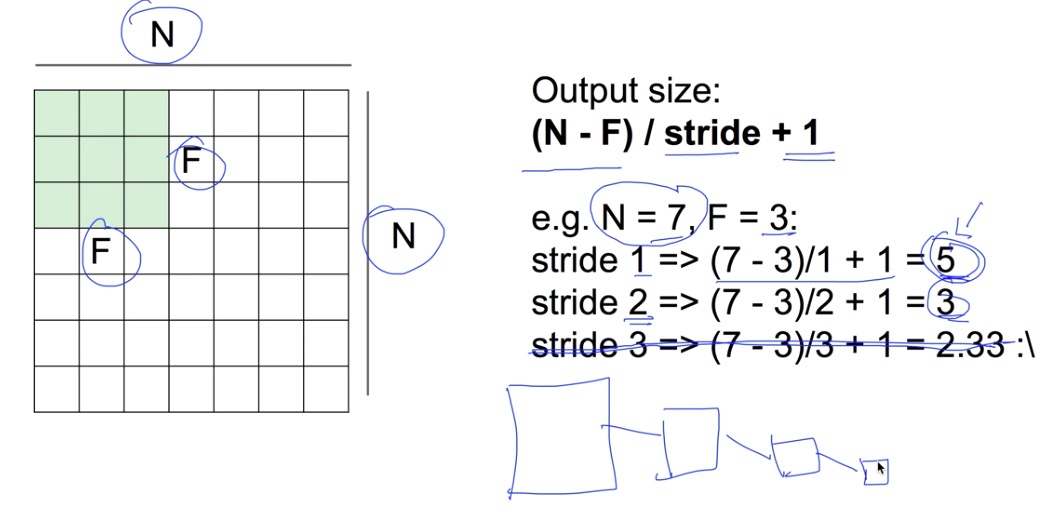 N
F
F
N
Output size:
(N - F) / stride + 1
e.g. N = 7, F = 3:
stride 1 => (7 - 3)/1 + 1 = 5
stride 2 => (7 - 3)/2 + 1 = 3
stride 3 => (7 - 3)/3 + 1 = 2.33 :\